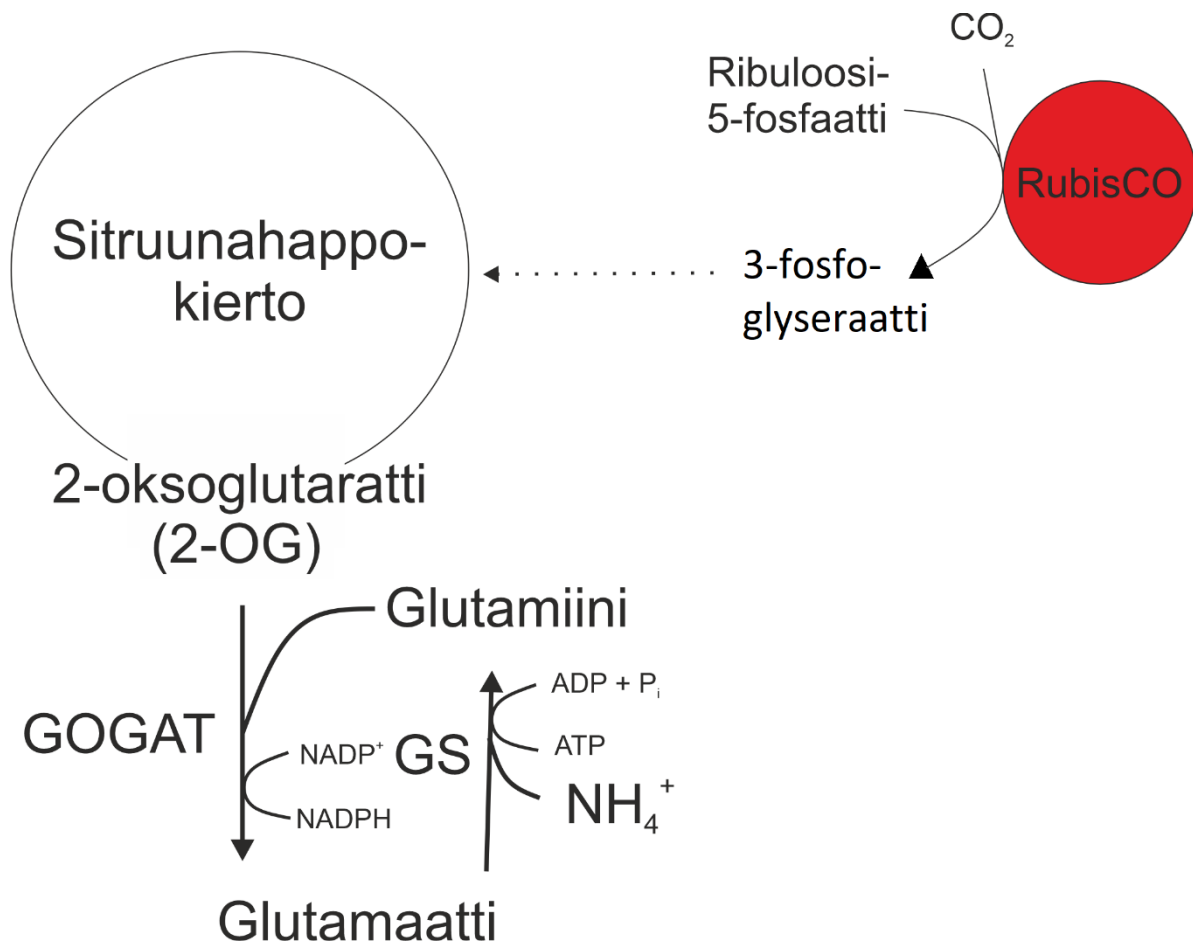 CO₂
Ribuloosi-
5-fosfaatti
RubisCO
Sitruunahappo-
kierto
3-fosfo-
glyseraatti
2-oksoglutaratti
(2-OG)
Glutamiini
ADP + Pᵢ
GOGAT
NADP⁺
GS
ATP
NH₄⁺
NADPH
Glutamaatti